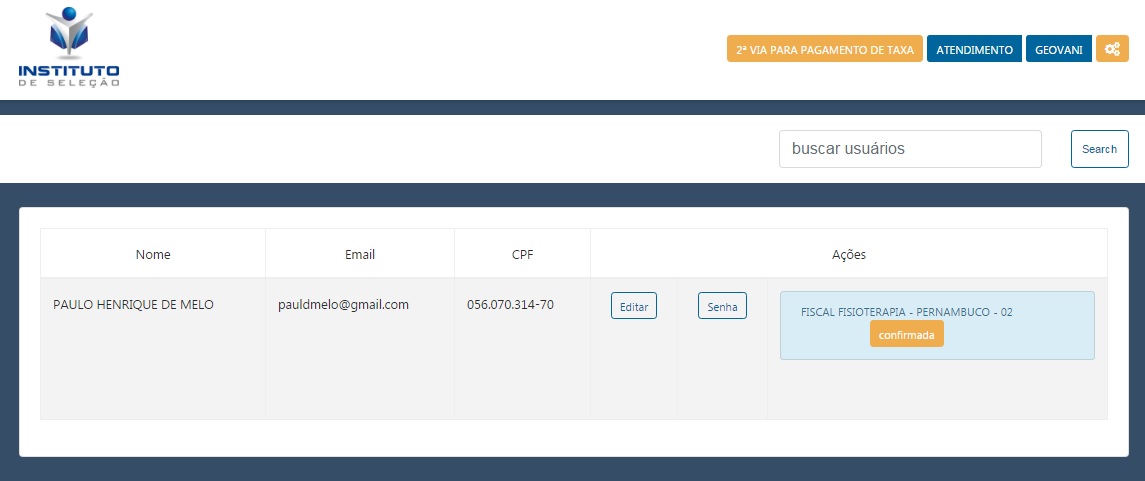 INSTITUTO
DE SELEÇÃO
2ª VIA PARA PAGAMENTO DE TAXA ATENDIMENTO GEOVANI
buscar usuários Search
Nome Email CPF Ações
PAULO HENRIQUE DE MELO pauldmelo@gmail.com 056.070.314-70 Editar Senha FISCAL FISIOTERAPIA - PERNAMBUCO - 02
confirmada